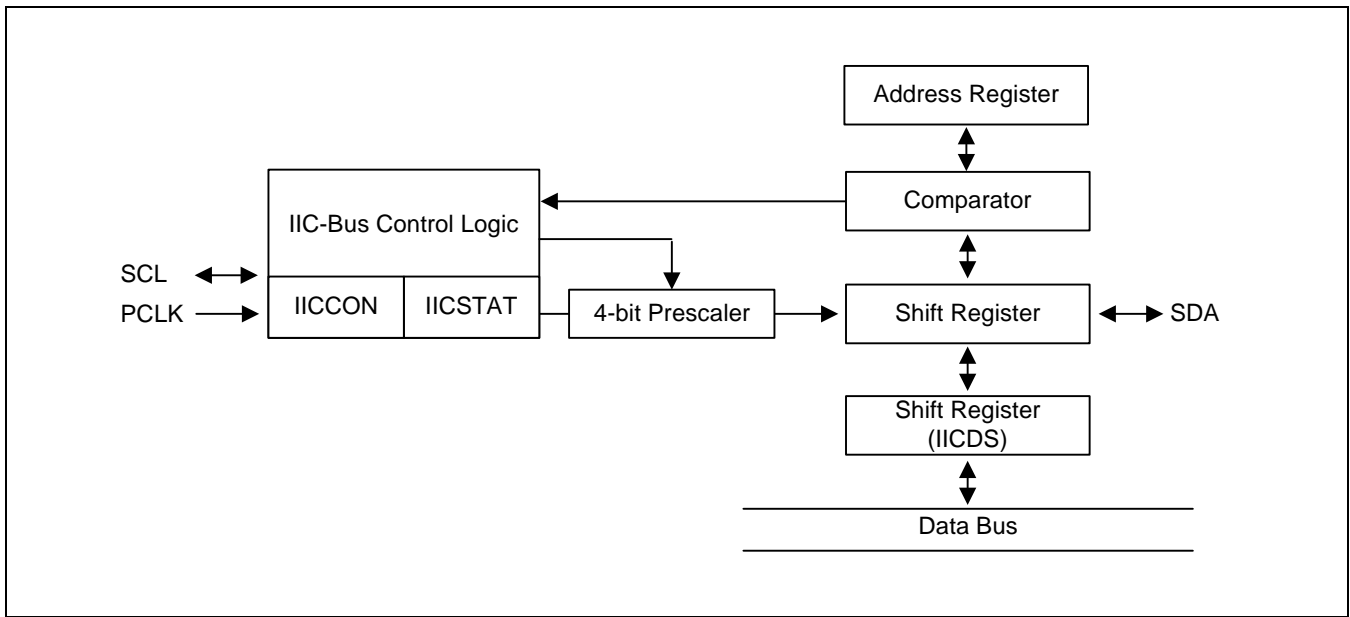 Address Register
Comparator
IIC-Bus Control Logic
SCL
PCLK
IICCON
IICSTAT
4-bit Prescaler
Shift Register
SDA
Shift Register
(IICDS)
Data Bus